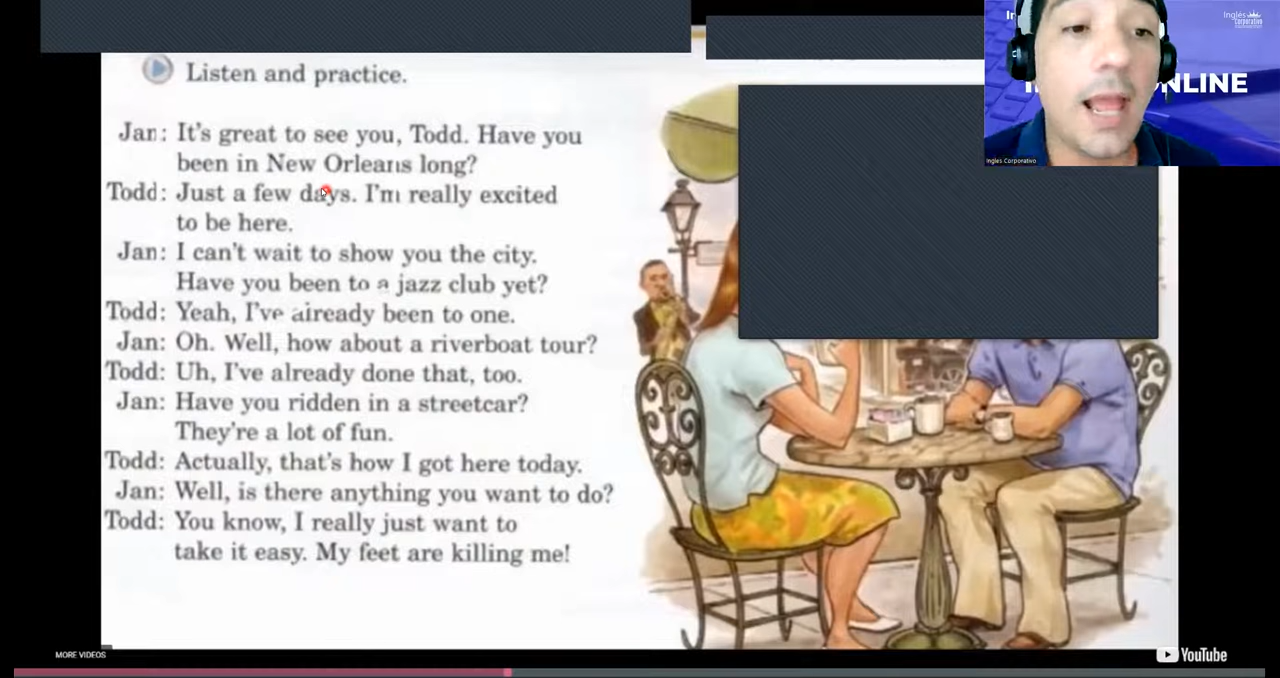 Inglés
Corporativo
NLINE
Ingles Corporativo
Listen and practice.
Jan: It's great to see you, Todd. Have you
been in New Orleans long?
Todd: Just a few days. I'm really excited
to be here.
Jan: I can't wait to show you the city.
Have you been to a jazz club yet?
Todd: Yeah, I've already been to one.
Jan: Oh. Well, how about a riverboat tour?
Todd: Uh, I've already done that, too.
Jan: Have you ridden in a streetcar?
They're a lot of fun.
Todd: Actually, that's how I got here today.
Jan: Well, is there anything you want to do?
Todd: You know, I really just want to
take it easy. My feet are killing me!
MORE VIDEOS
YouTube